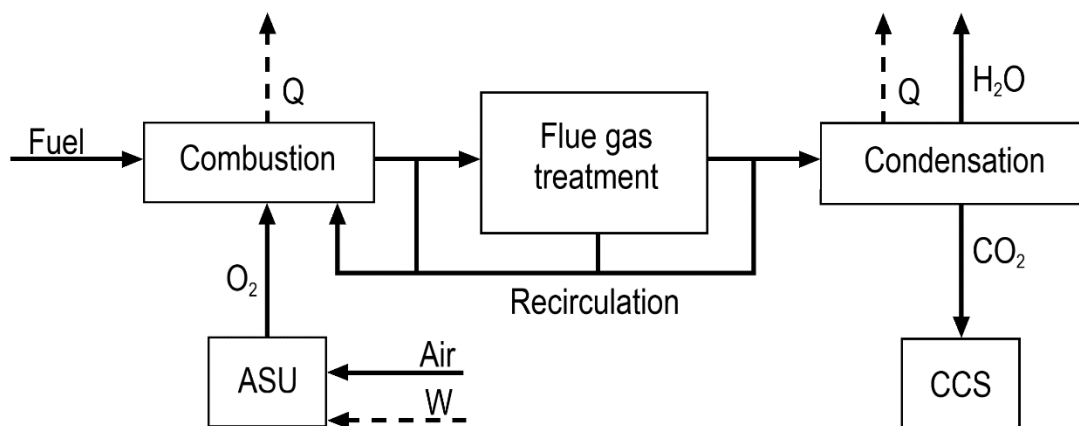 Q
Q
H₂O
Fuel
Combustion
Flue gas
treatment
Condensation
O₂
Recirculation
CO₂
Air
ASU
W
CCS